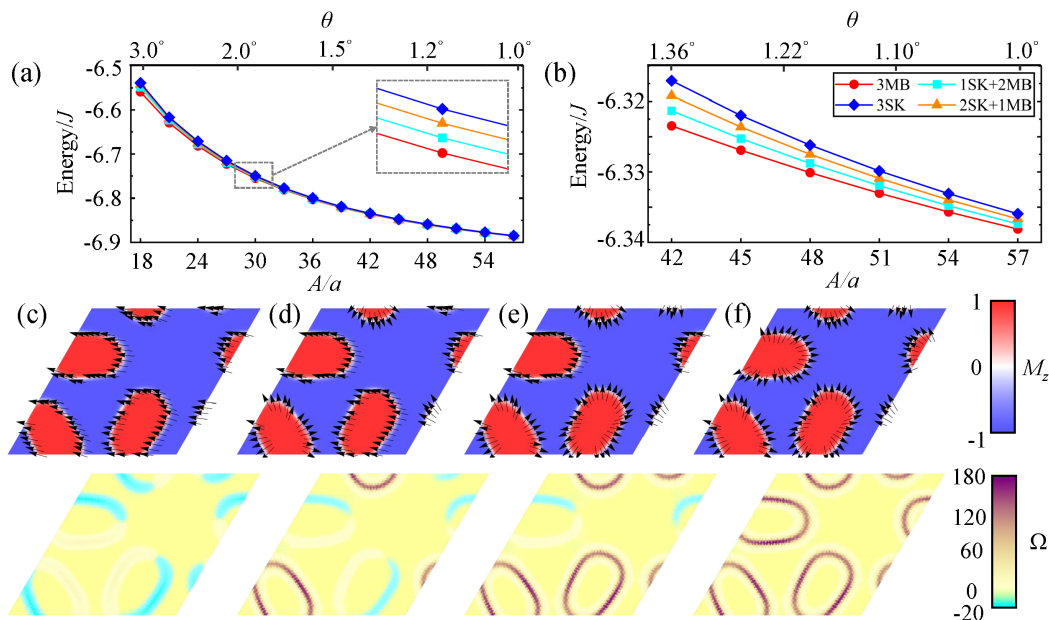 (a)
θ
3.0° 2.0° 1.5° 1.2° 1.0°
Energy/J
-6.5
-6.6
-6.7
-6.8
-6.9
18 24 30 36 42 48 54
A/a
(b)
θ
1.36° 1.22° 1.10° 1.0°
Energy/J
-6.32
-6.33
-6.34
3MB 1SK+2MB
3SK 2SK+1MB
42 45 48 51 54 57
A/a
(c) (d) (e) (f)
1
0
-1
M_z
180
120
60
0
-20
Ω